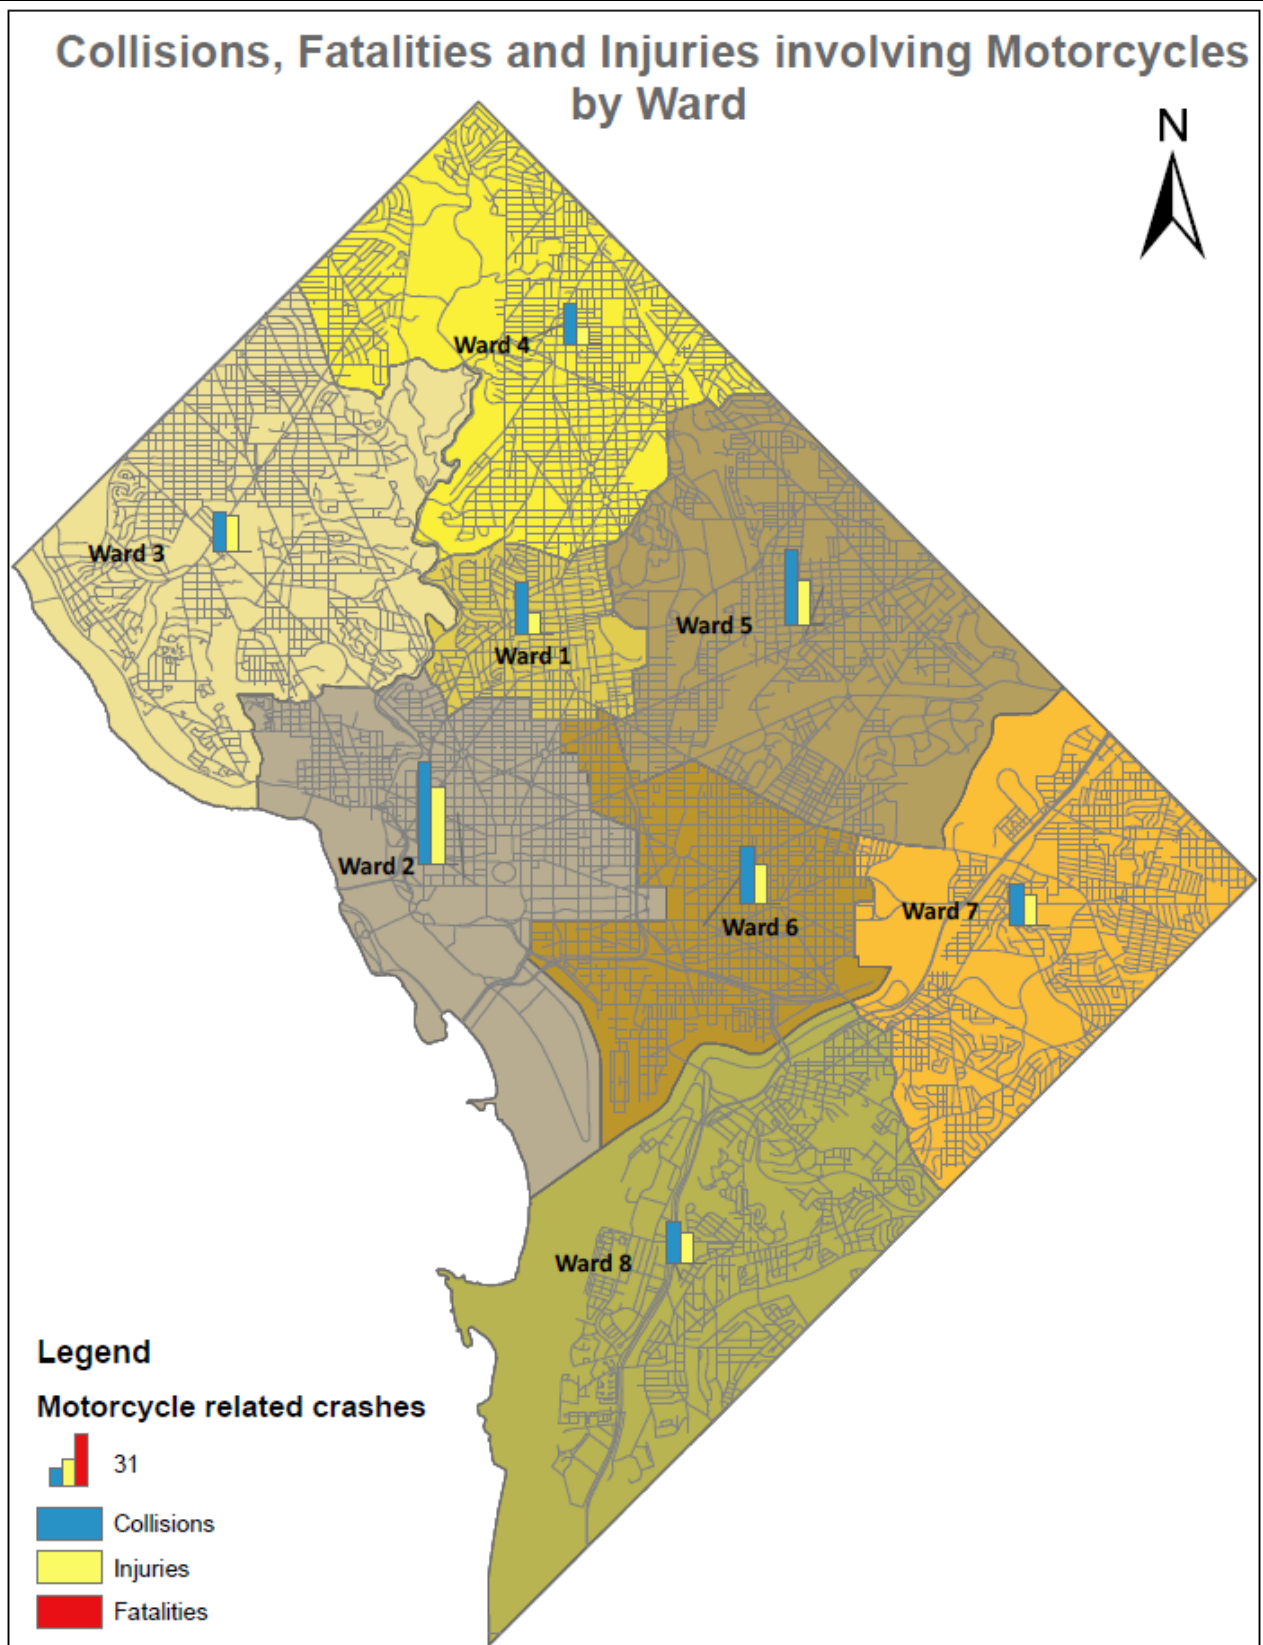 Collisions, Fatalities and Injuries involving Motorcycles
by Ward
N
Ward 4
Ward 3
Ward 5
Ward 1
Ward 2
Ward 7
Ward 6
Ward 8
Legend
Motorcycle related crashes
31
Collisions
Injuries
Fatalities